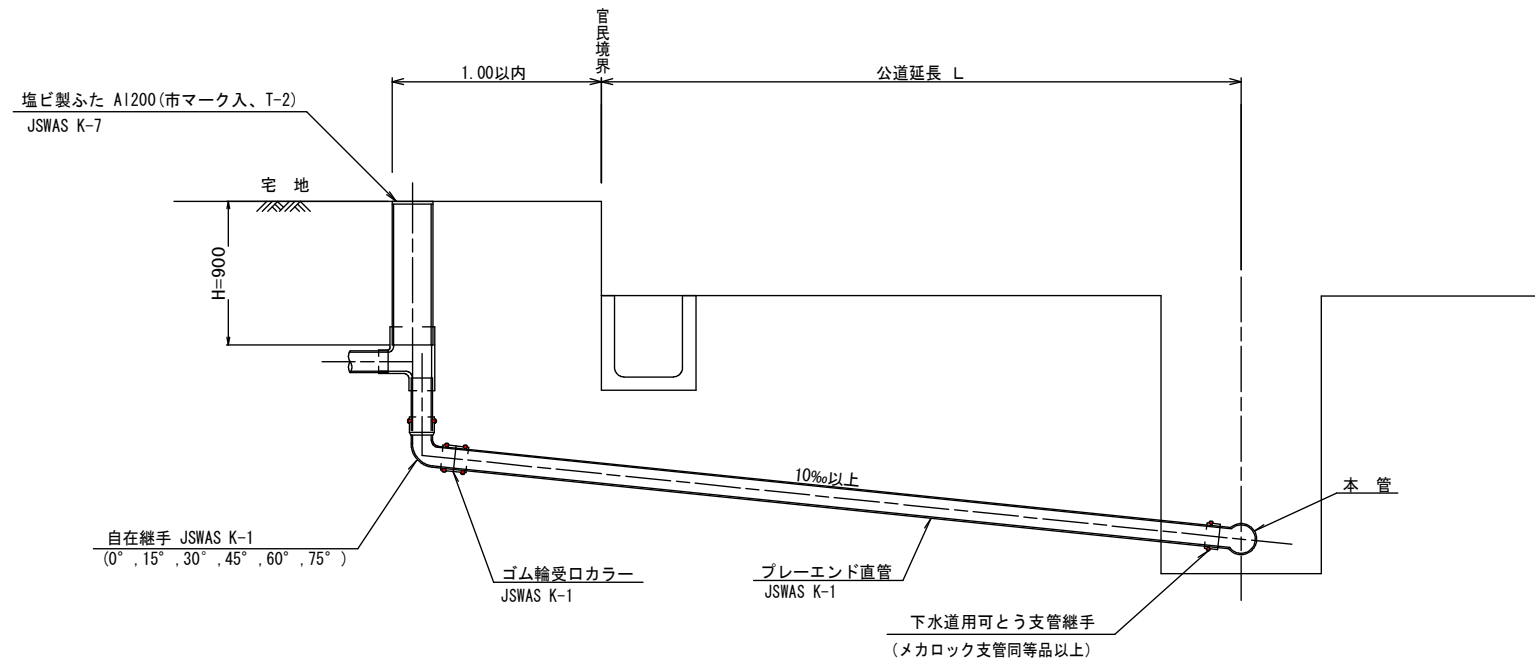 官民境界
1.00以内
公道延長 L
塩ビ製ふた AI200(市マーク入、T-2)
JSWAS K-7
宅 地
H=900
10‰以上
本 管
自在継手 JSWAS K-1
(0°,15°,30°,45°,60°,75°)
ゴム輪受口カラー
JSWAS K-1
プレーエンド直管
JSWAS K-1
下水道用可とう支管継手
(メカロック支管同等品以上)